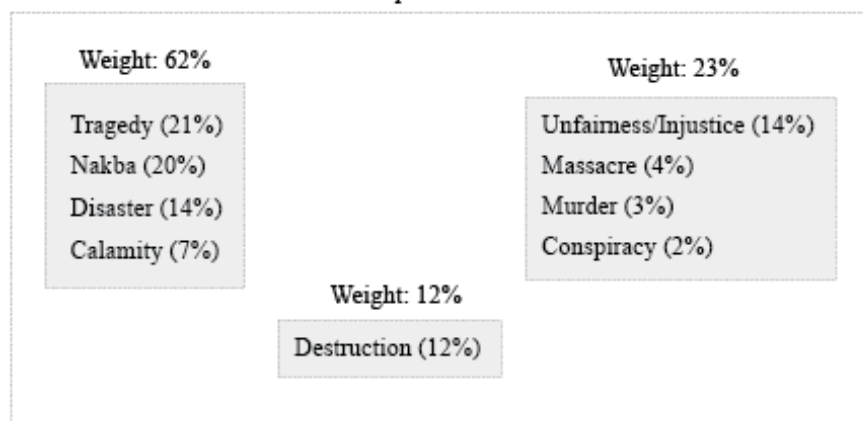 Weight: 62%
Tragedy (21%)
Nakba (20%)
Disaster (14%)
Calamity (7%)
Weight: 23%
Unfairness/Injustice (14%)
Massacre (4%)
Murder (3%)
Conspiracy (2%)
Weight: 12%
Destruction (12%)